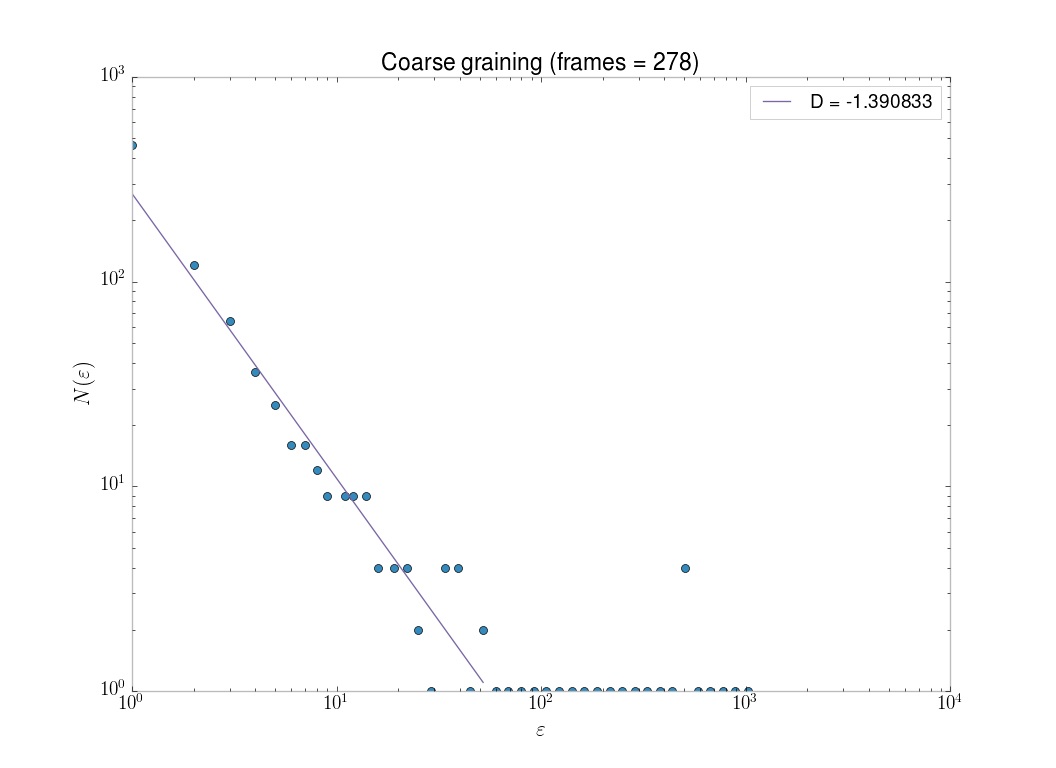 Coarse graining (frames = 278)
10³
D = -1.390833
10²
N(ε)
10¹
10⁰
10⁰ 10¹ 10² 10³ 10⁴
ε